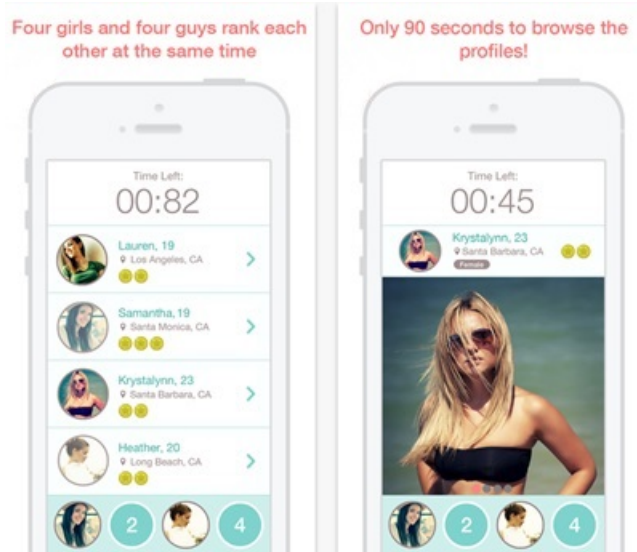 Four girls and four guys rank each
other at the same time
Time Left:
00:82
Lauren, 19
Los Angeles, CA
Samantha, 19
Santa Monica, CA
Krystalynn, 23
Santa Barbara, CA
Heather, 20
Long Beach, CA
2
4
Only 90 seconds to browse the
profiles!
Time Left:
00:45
Krystalynn, 23
Santa Barbara, CA
Female
2
4